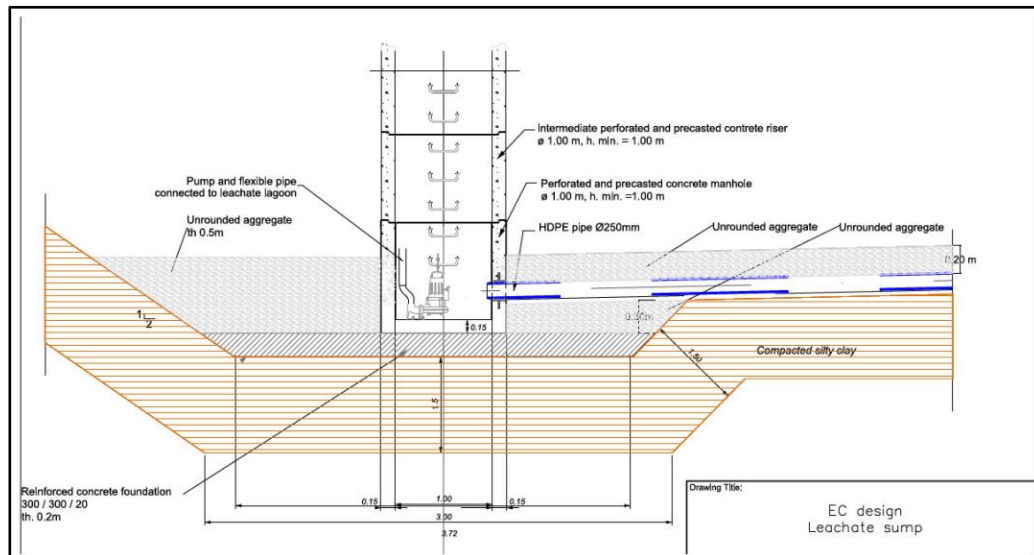 Intermediate perforated and precasted contrete riser
ø 1.00 m, h. min. = 1.00 m
Pump and flexible pipe
connected to leachate lagoon
Perforated and precasted concrete manhole
ø 1.00 m, h. min. =1.00 m
Unrounded aggregate
th 0.5m
HDPE pipe Ø250mm
Unrounded aggregate
Unrounded aggregate
0.20 m
1
2
0.30m
0.15
Compacted silty clay
1.50
1.5
Reinforced concrete foundation
300 / 300 / 20
th. 0.2m
0.15
1.00
0.15
3.00
3.72
Drawing Title:
EC design
Leachate sump